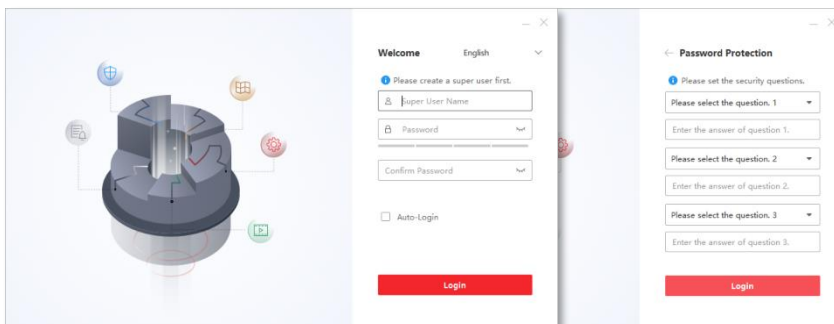 Welcome English
Please create a super user first.
Super User Name
Password
Confirm Password
Auto-Login
Login
Password Protection
Please set the security questions.
Please select the question. 1
Enter the answer of question 1.
Please select the question. 2
Enter the answer of question 2.
Please select the question. 3
Enter the answer of question 3.
Login